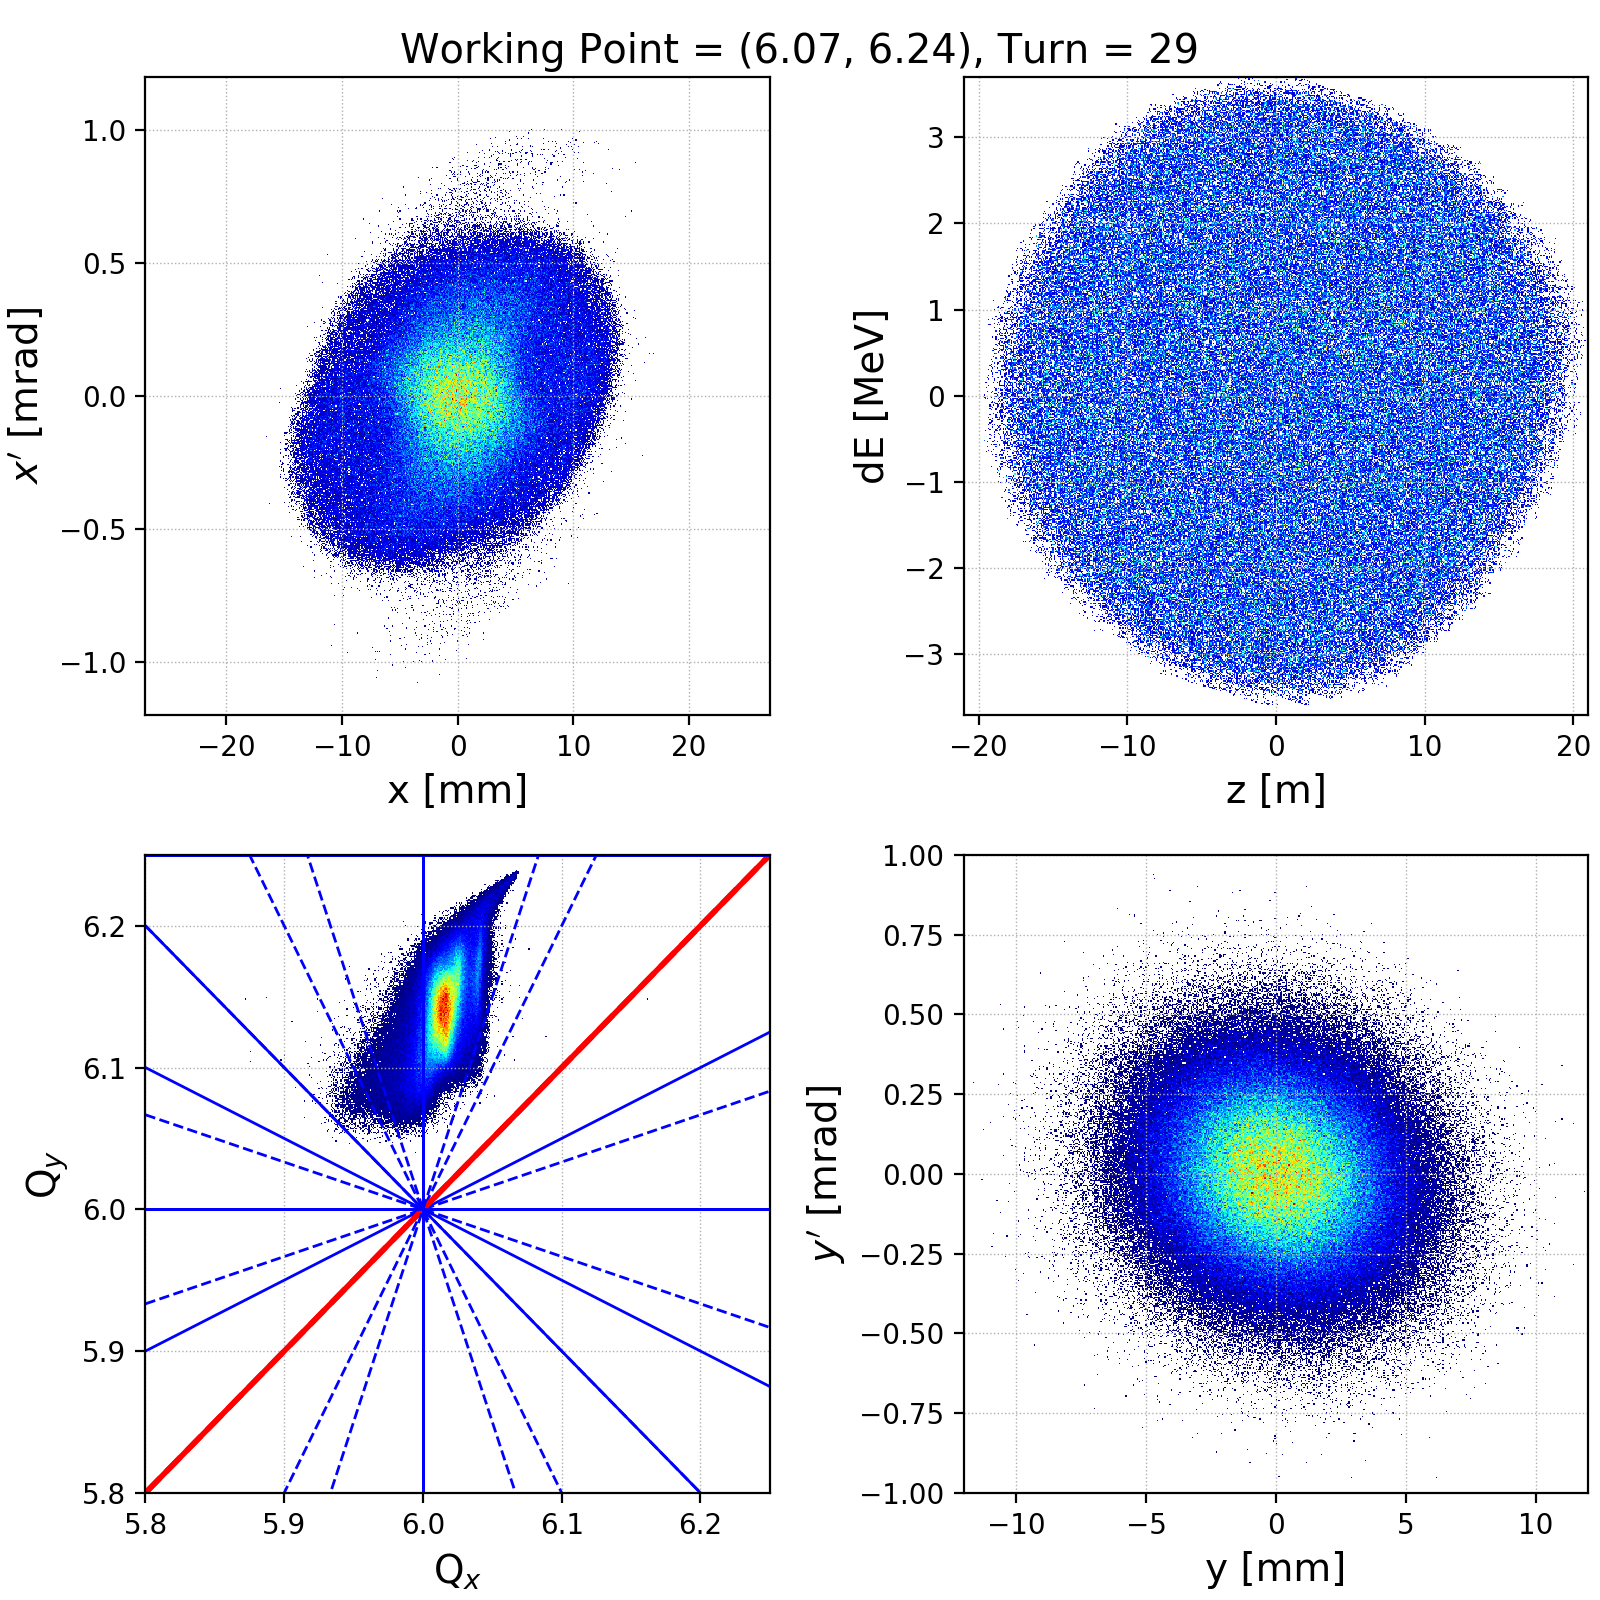 Working Point = (6.07, 6.24), Turn = 29
1.0
0.5
0.0
−0.5
−1.0
x′ [mrad]
−20 −10 0 10 20
x [mm]
3
2
1
0
−1
−2
−3
dE [MeV]
−20 −10 0 10 20
z [m]
6.2
6.1
6.0
5.9
5.8
Qy
5.8 5.9 6.0 6.1 6.2
Qx
1.00
0.75
0.50
0.25
0.00
−0.25
−0.50
−0.75
−1.00
y′ [mrad]
−10 −5 0 5 10
y [mm]